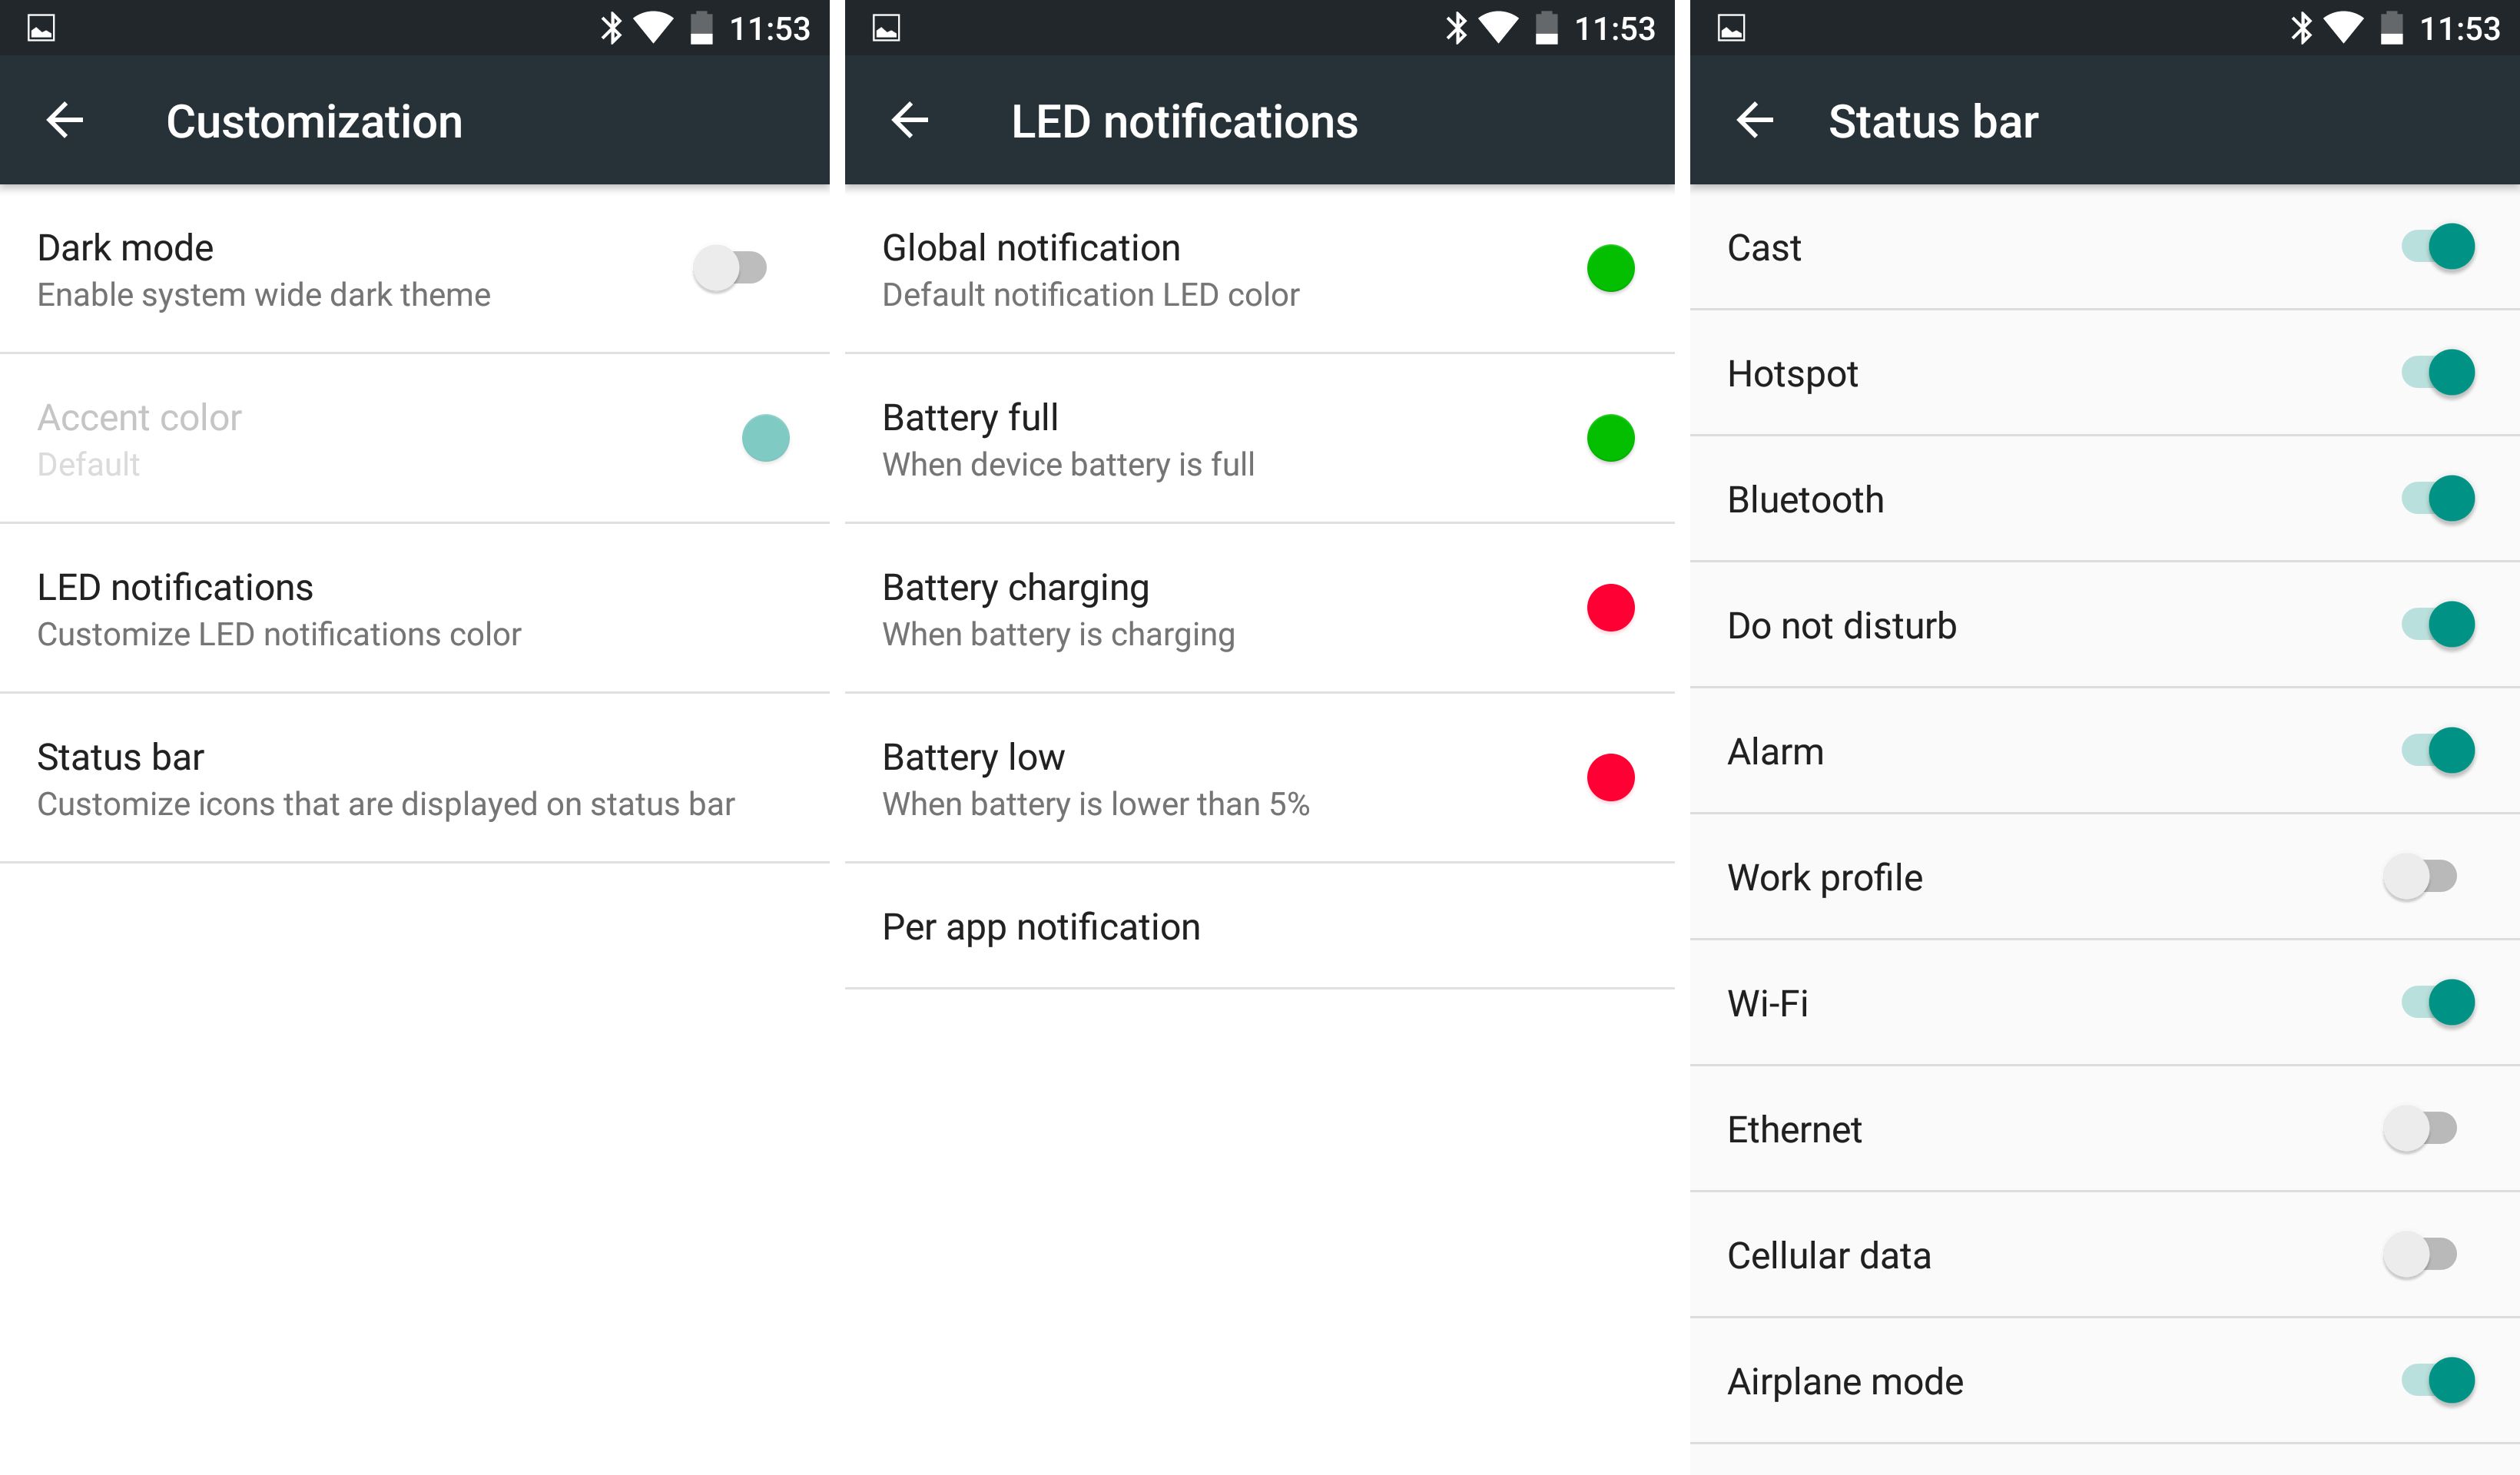 11:53
Customization
Dark mode
Enable system wide dark theme
Accent color
Default
LED notifications
Customize LED notifications color
Status bar
Customize icons that are displayed on status bar
11:53
LED notifications
Global notification
Default notification LED color
Battery full
When device battery is full
Battery charging
When battery is charging
Battery low
When battery is lower than 5%
Per app notification
11:53
Status bar
Cast
Hotspot
Bluetooth
Do not disturb
Alarm
Work profile
Wi-Fi
Ethernet
Cellular data
Airplane mode